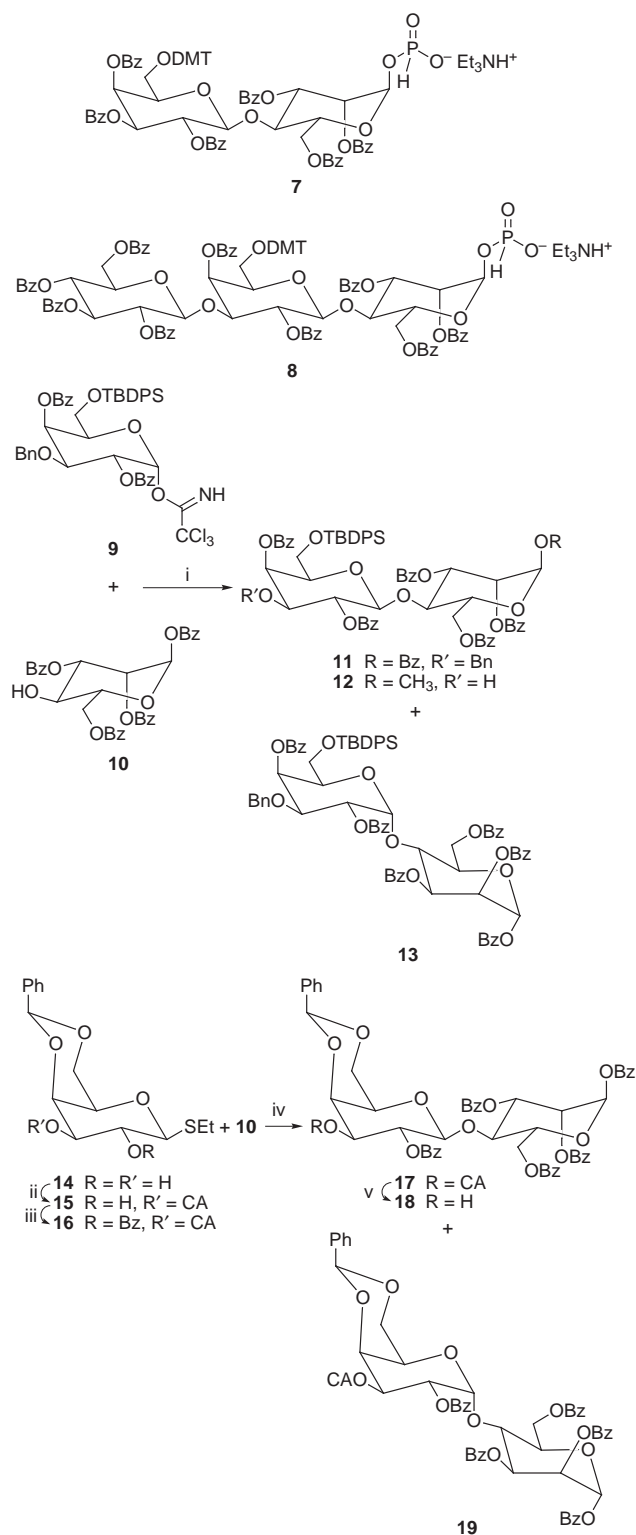 O
O
P
O⁻ Et₃NH⁺
H
OBz
ODMT
O
BzO
O
O
BzO
OBz
O
OBz
OBz
7
O
O
P
O⁻ Et₃NH⁺
H
OBz
OBz
ODMT
O
O
BzO
O
BzO
BzO
O
O
OBz
OBz
O
OBz
OBz
8
OBz
OTBDPS
O
BnO
BzO
O
NH
CCl₃
9
+
i
OBz
OTBDPS
OR
O
BzO
R′O
O
OBz
O
OBz
OBz
OBz
BzO
HO
O
OBz
OBz
10
11 R = Bz, R′ = Bn
12 R = CH₃, R′ = H
+
OBz
OTBDPS
O
BnO
BzO
O
OBz
OBz
BzO
O
BzO
13
Ph
O
O
O
R′O
SEt + 10
OR
iv
Ph
O
O
O
RO
OBz
O
BzO
OBz
O
OBz
OBz
14 R = R′ = H
ii
15 R = H, R′ = CA
iii
16 R = Bz, R′ = CA
17 R = CA
v
18 R = H
+
Ph
O
O
O
CAO
BzO
O
OBz
OBz
O
BzO
BzO
19